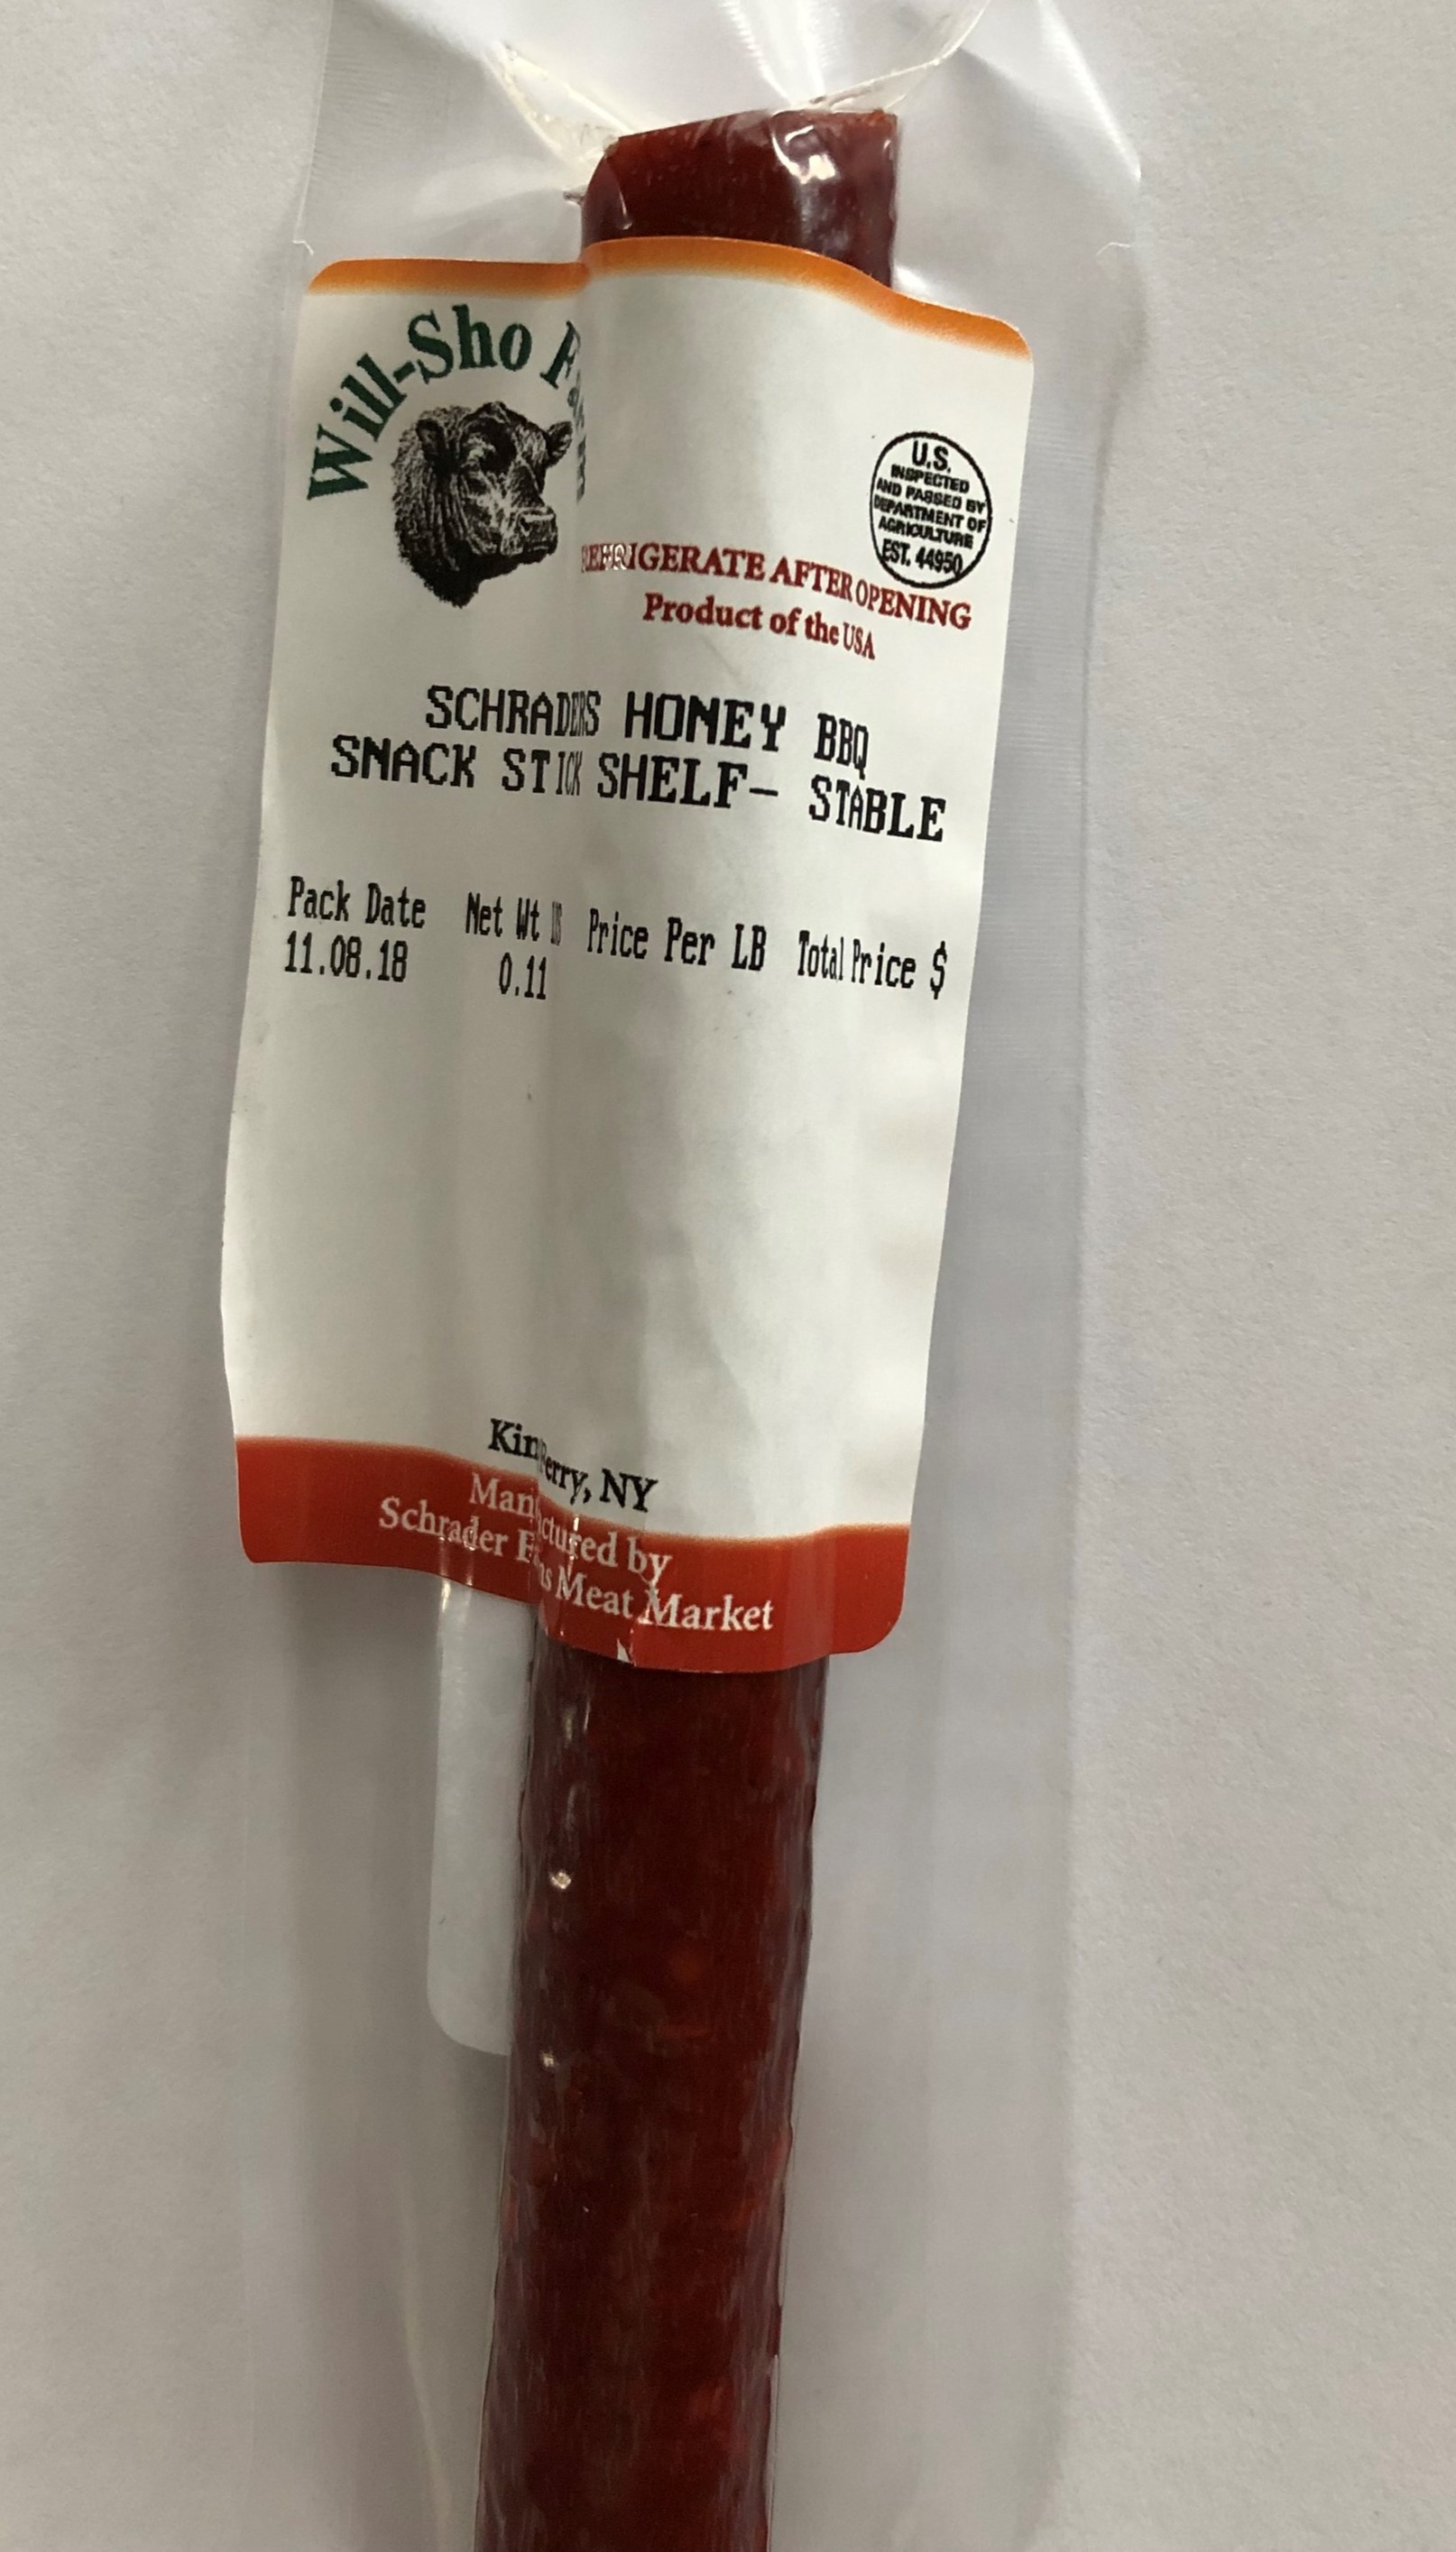 Will-Sho Farm
U.S.
INSPECTED
AND PASSED BY
DEPARTMENT OF
AGRICULTURE
EST. 44950
REFRIGERATE AFTER OPENING
Product of the USA
SCHRADERS HONEY BBQ
SNACK STICK SHELF- STABLE
Pack Date Net Wt Price Per LB Total Price $
11.08.18 0.11
NY
Manufactured by
Schrader Farms Meat Market